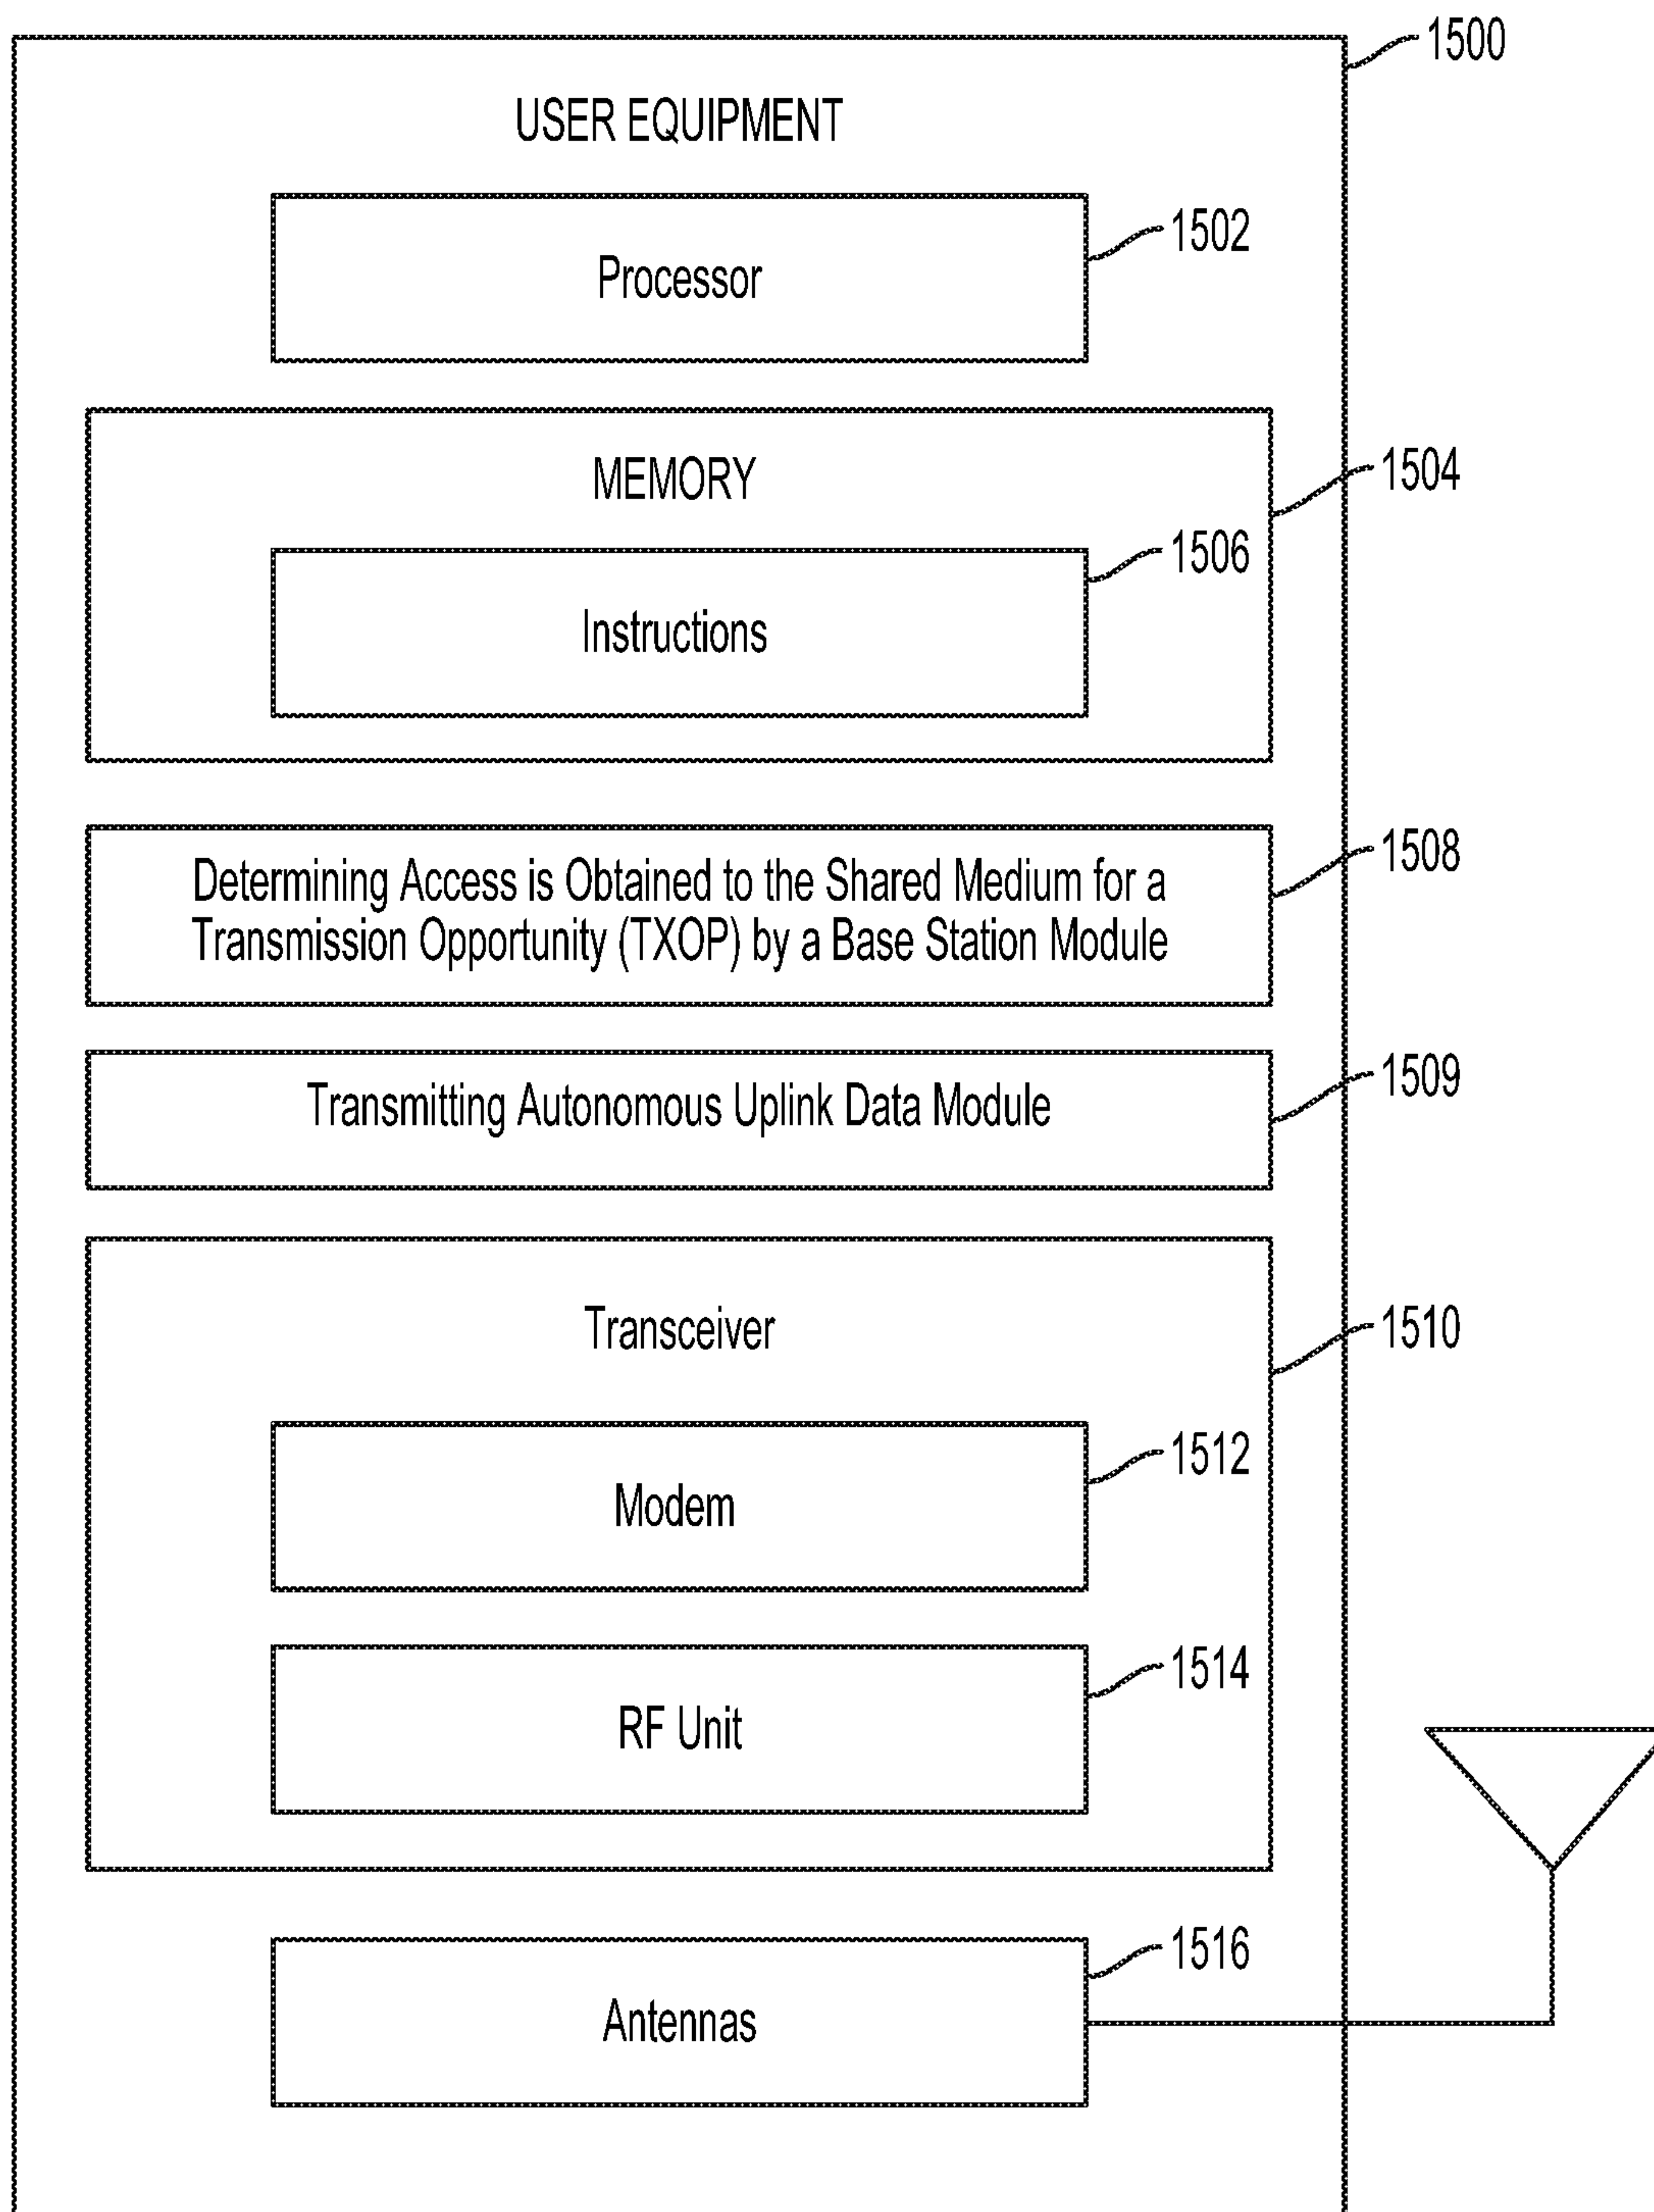 1500
USER EQUIPMENT
1502
Processor
MEMORY
1504
1506
Instructions
1508
Determining Access is Obtained to the Shared Medium for a
Transmission Opportunity (TXOP) by a Base Station Module
1509
Transmitting Autonomous Uplink Data Module
Transceiver
1510
1512
Modem
1514
RF Unit
1516
Antennas